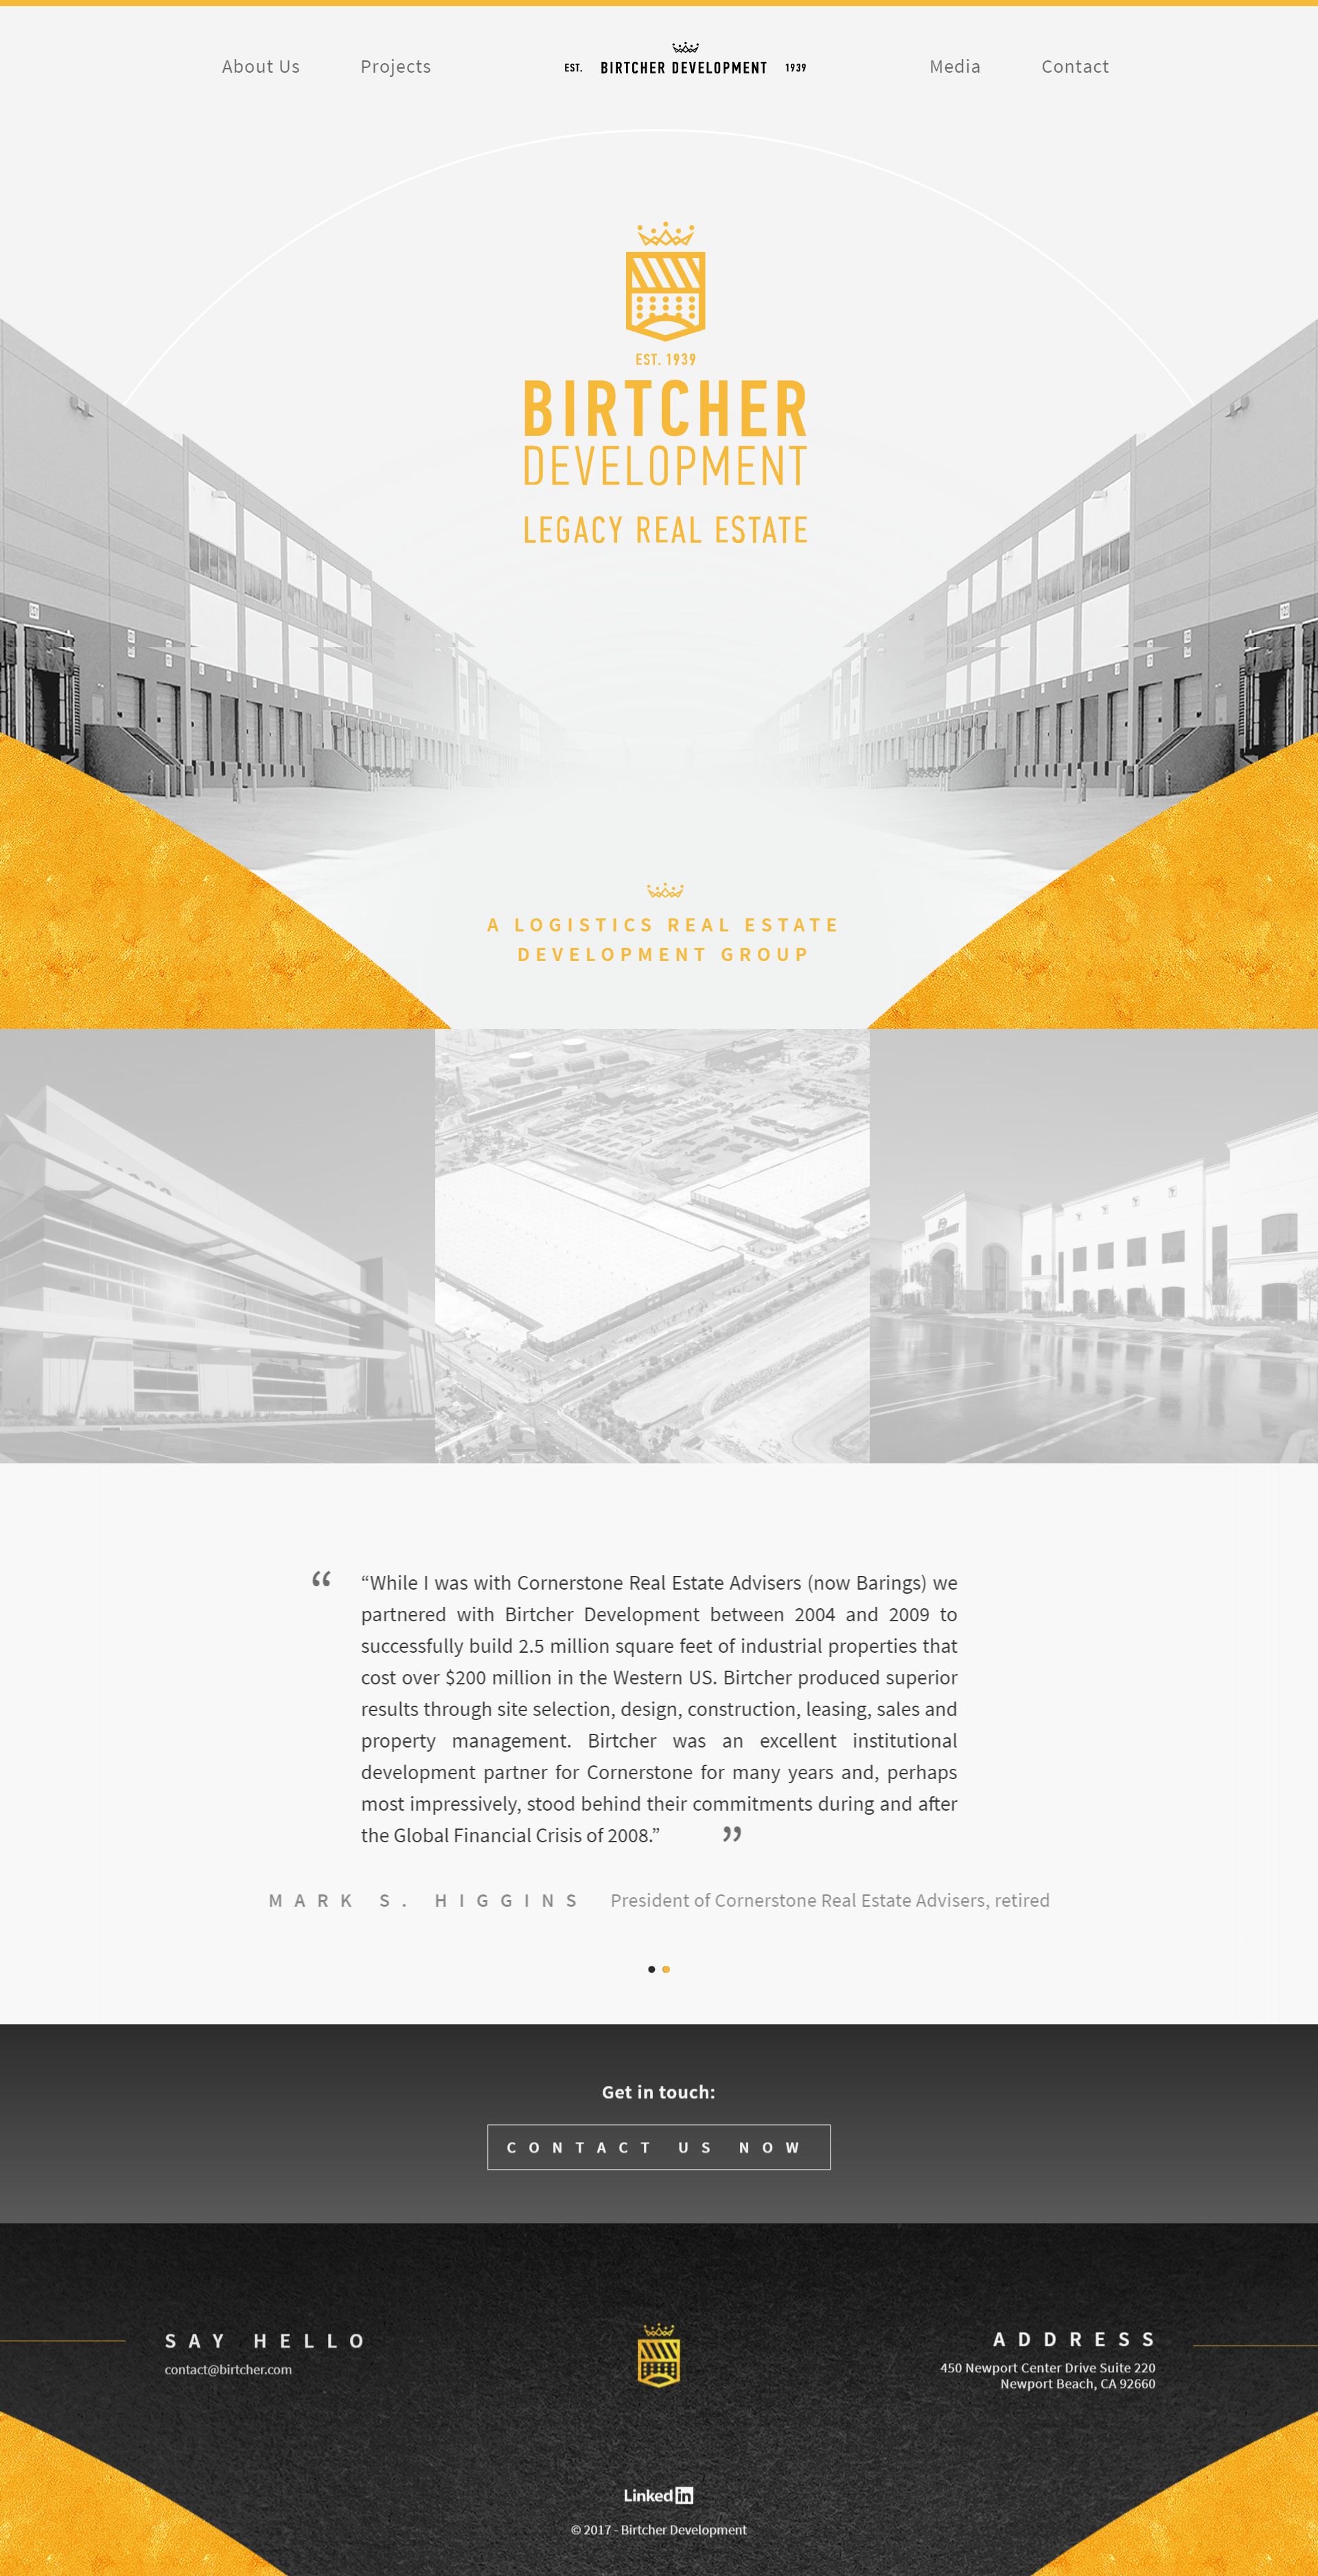 About Us
Projects
EST. BIRTCHER DEVELOPMENT 1939
Media
Contact
EST. 1939
BIRTCHER
DEVELOPMENT
LEGACY REAL ESTATE
A LOGISTICS REAL ESTATE
DEVELOPMENT GROUP
“
“While I was with Cornerstone Real Estate Advisers (now Barings) we
partnered with Birtcher Development between 2004 and 2009 to
successfully build 2.5 million square feet of industrial properties that
cost over $200 million in the Western US. Birtcher produced superior
results through site selection, design, construction, leasing, sales and
property management. Birtcher was an excellent institutional
development partner for Cornerstone for many years and, perhaps
most impressively, stood behind their commitments during and after
the Global Financial Crisis of 2008.” ”
MARK S. HIGGINS President of Cornerstone Real Estate Advisers, retired
Get in touch:
CONTACT US NOW
SAY HELLO
contact@birtcher.com
ADDRESS
450 Newport Center Drive Suite 220
Newport Beach, CA 92660
Linked in
© 2017 - Birtcher Development